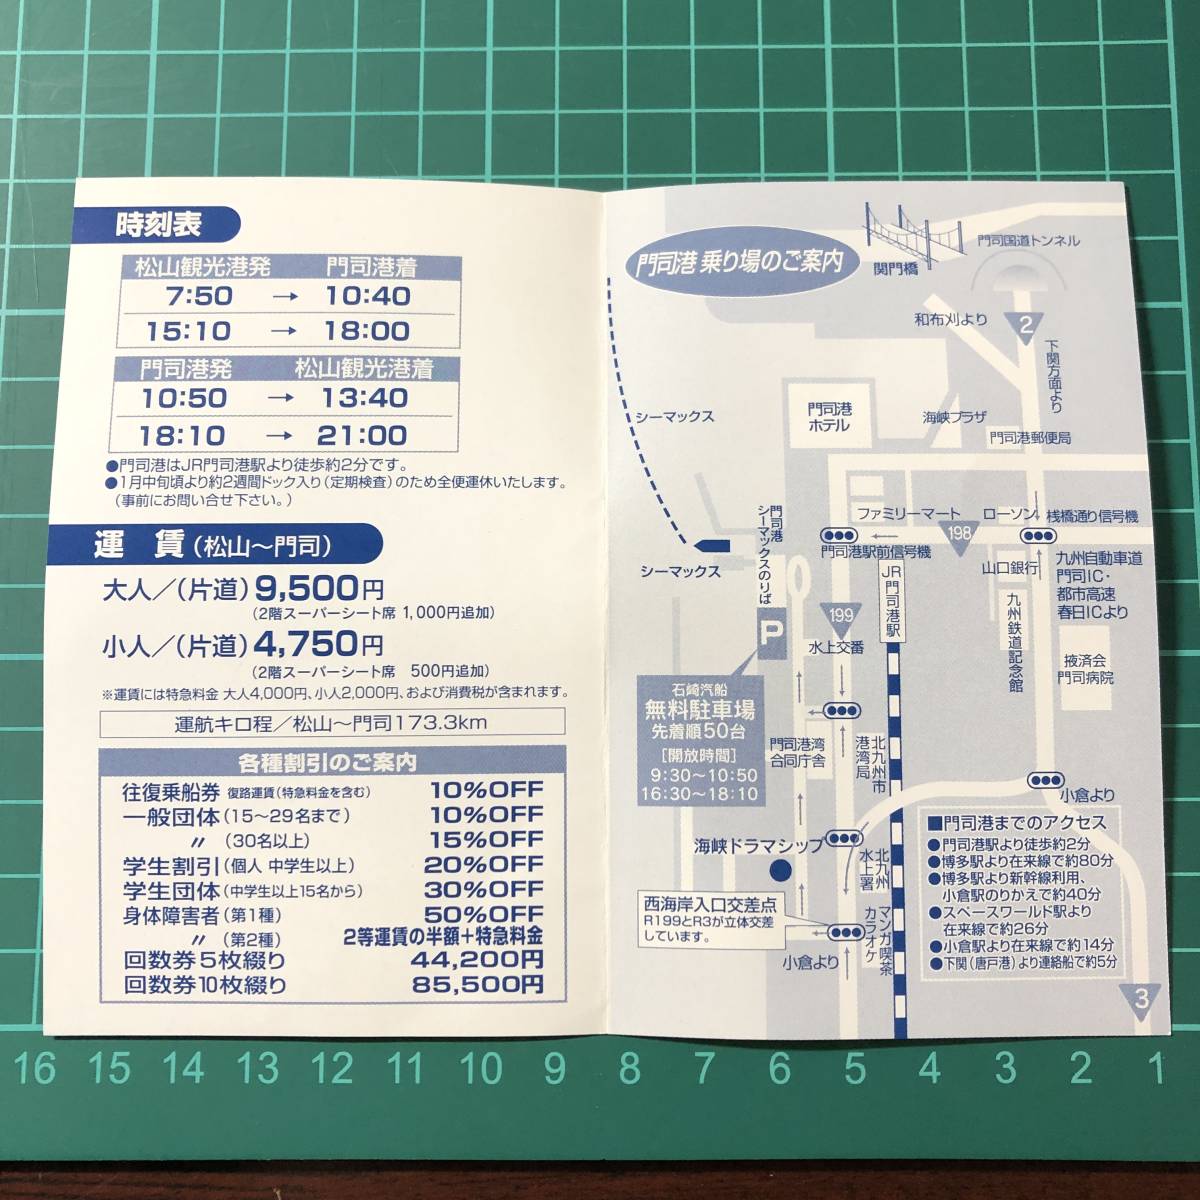 時刻表
松山観光港発　門司港着
7:50 → 10:40
15:10 → 18:00
門司港発　松山観光港着
10:50 → 13:40
18:10 → 21:00
●門司港はJR門司港駅より徒歩約2分です。
●1月中旬頃より約2週間ドック入り(定期検査)のため全便運休いたします。
(事前にお問い合せ下さい。)
運　賃(松山～門司)
大人／(片道) 9,500円
(2階スーパーシート席 1,000円追加)
小人／(片道) 4,750円
(2階スーパーシート席　500円追加)
※運賃には特急料金 大人4,000円、小人2,000円、および消費税が含まれます。
運航キロ程／松山～門司173.3km
各種割引のご案内
往復乗船券 復路運賃(特急料金を含む) 10%OFF
一般団体(15～29名まで) 10%OFF
〃 (30名以上) 15%OFF
学生割引(個人 中学生以上) 20%OFF
学生団体(中学生以上15名から) 30%OFF
身体障害者(第1種) 50%OFF
〃 (第2種) 2等運賃の半額+特急料金
回数券5枚綴り 44,200円
回数券10枚綴り 85,500円
門司港 乗り場のご案内
関門橋
門司国道トンネル
和布刈より
2
下関方面より
シーマックス
門司港
ホテル
海峡プラザ
門司港郵便局
門司港
シーマックスのりば
ファミリーマート
ローソン
桟橋通り信号機
198
門司港駅前信号機
シーマックス
JR門司港駅
山口銀行
九州自動車道
門司IC・
都市高速
春日ICより
九州鉄道記念館
199
P
水上交番
掖済会
門司病院
石崎汽船
無料駐車場
先着順50台
[開放時間]
9:30～10:50
16:30～18:10
門司港湾
合同庁舎
北九州市
港湾局
小倉より
海峡ドラマシップ
北九州
水上署
西海岸入口交差点
R199とR3が立体交差
しています。
マンガ喫茶
カラオケ
小倉より
■門司港までのアクセス
●門司港駅より徒歩約2分
●博多駅より在来線で約80分
●博多駅より新幹線利用、
小倉駅のりかえで約40分
●スペースワールド駅より
在来線で約26分
●小倉駅より在来線で約14分
●下関(唐戸港)より連絡船で約5分
3
16 15 14 13 12 11 10 9 8 7 6 5 4 3 2 1